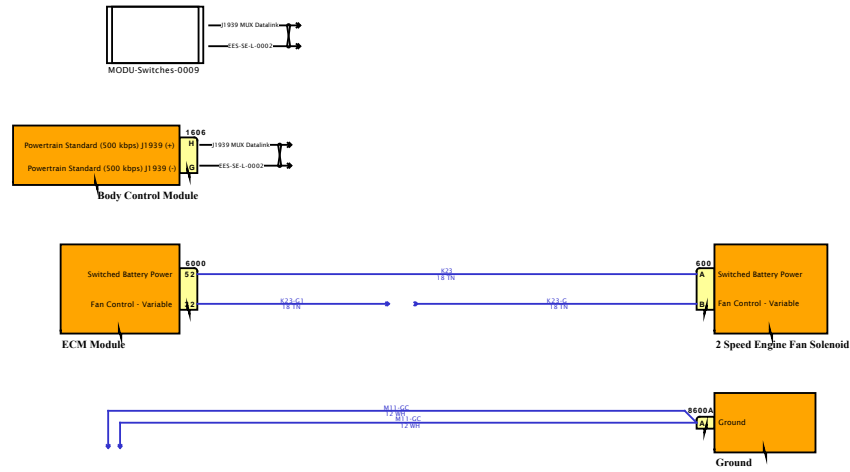 J1939 MUX Datalink
EES-SE-L-0002
MODU-Switches-0009
1606
Powertrain Standard (500 kbps) J1939 (+)
H
J1939 MUX Datalink
Powertrain Standard (500 kbps) J1939 (-)
G
EES-SE-L-0002
Body Control Module
6000
600
Switched Battery Power
52
K23
18 TN
A
Switched Battery Power
Fan Control - Variable
32
K23-G1
18 TN
K23-G
18 TN
B
Fan Control - Variable
ECM Module
2 Speed Engine Fan Solenoid
M11-GC
12 WH
8600A
M11-GC
12 WH
A
Ground
Ground